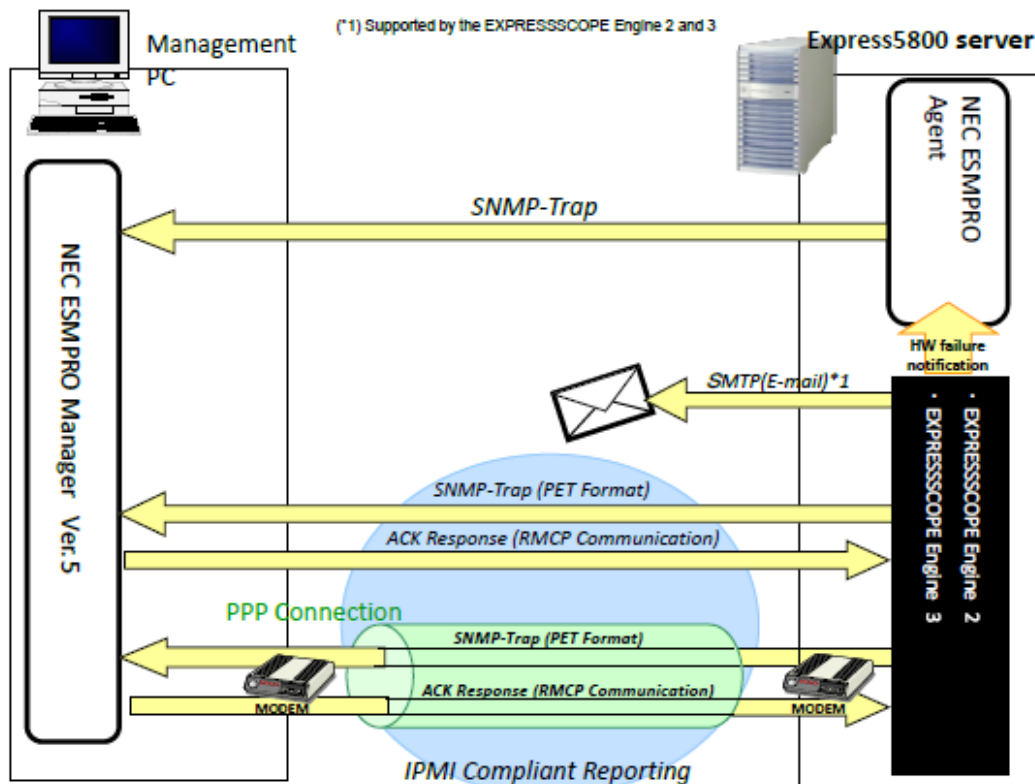 (*1) Supported by the EXPRESSSCOPE Engine 2 and 3
Management
PC
Express5800 server
NEC ESMPRO
Agent
SNMP-Trap
NEC ESMPRO Manager Ver.5
HW failure
notification
SMTP(E-mail)*1
・EXPRESSSCOPE Engine 2
・EXPRESSSCOPE Engine 3
SNMP-Trap (PET Format)
ACK Response (RMCP Communication)
PPP Connection
SNMP-Trap (PET Format)
ACK Response (RMCP Communication)
MODEM
MODEM
IPMI Compliant Reporting